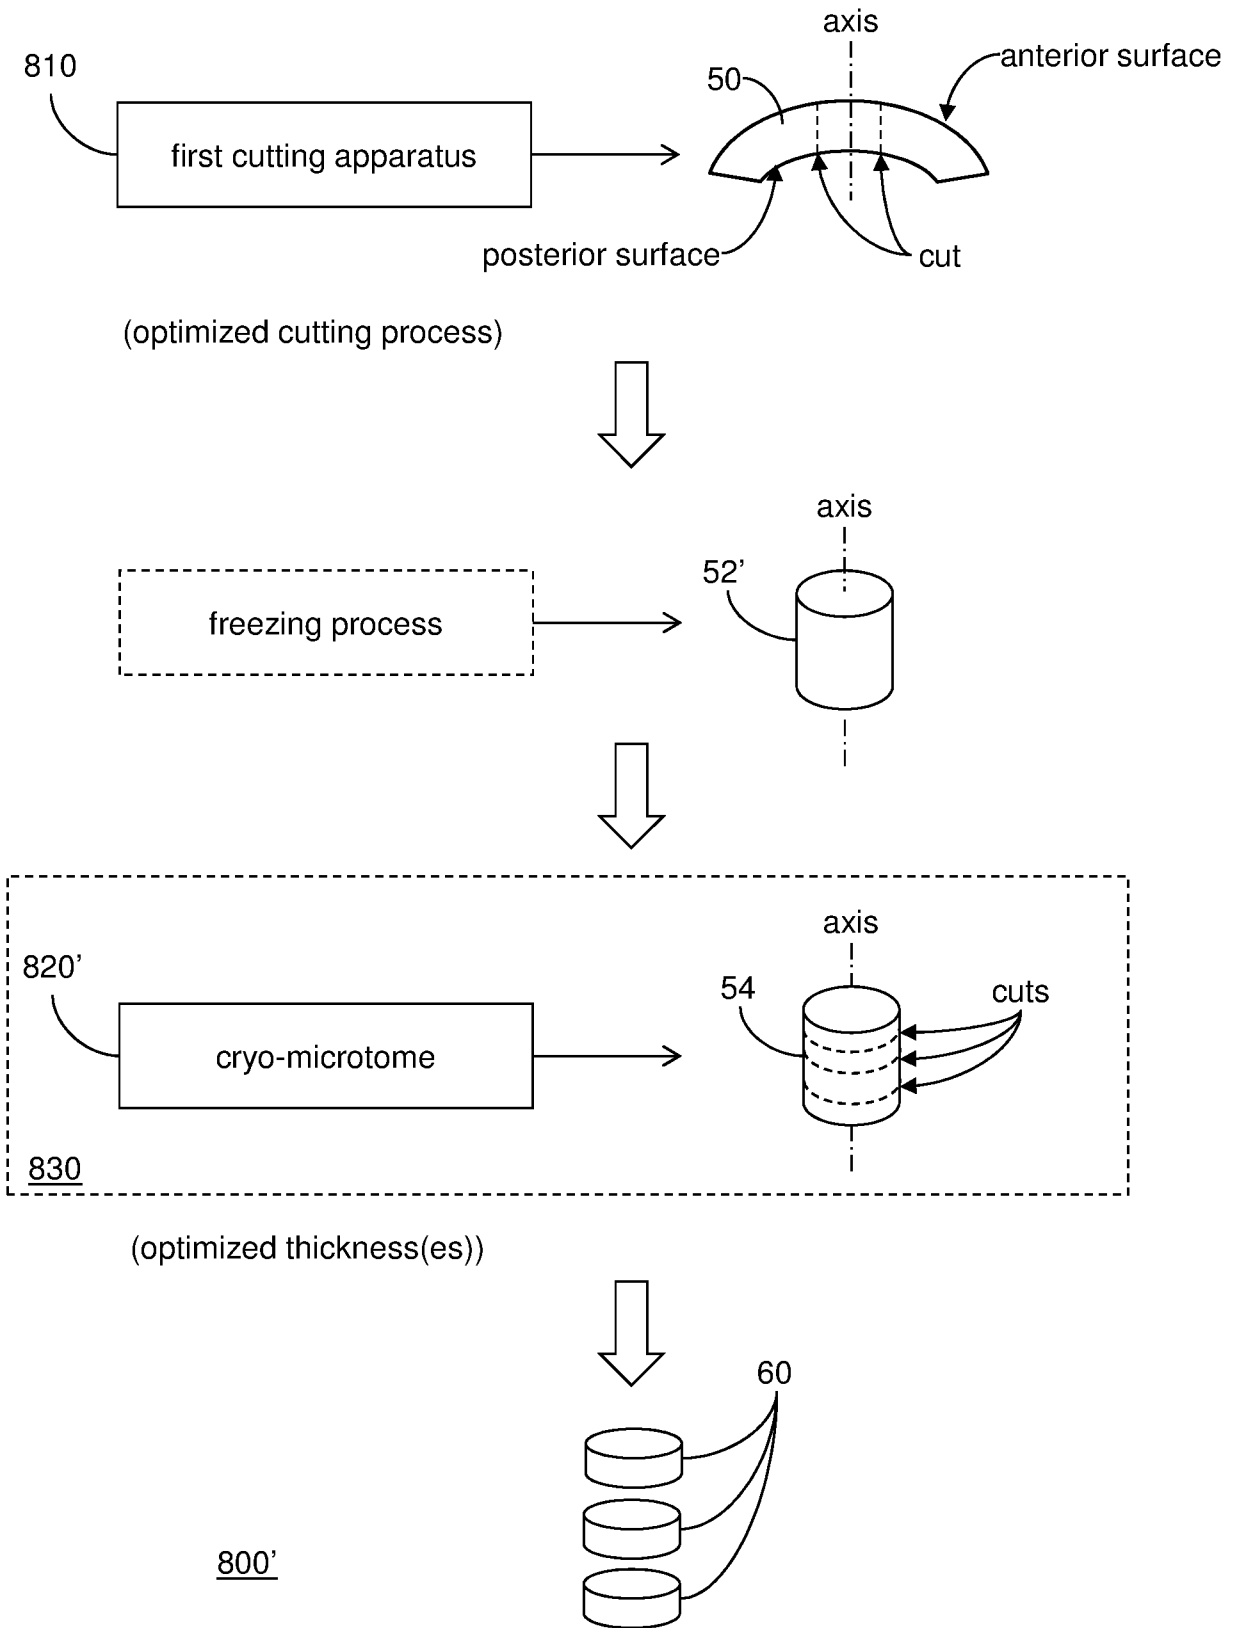 axis
810
50
anterior surface
first cutting apparatus
posterior surface
cut
(optimized cutting process)
axis
52’
freezing process
axis
820’
54
cuts
cryo-microtome
830
(optimized thickness(es))
60
800’